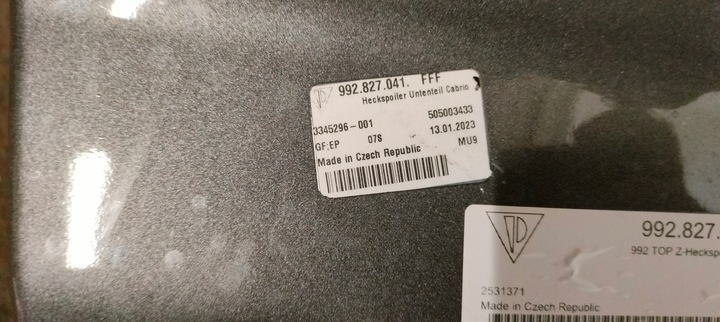 992.827.041. FFF
Heckspoiler Untenteil Cabrio
3345296-001 505003433
GF:EP 07S 13.01.2023
Made in Czech Republic MU9
992.827.
992 TOP Z-Heckspo
2531371
Made in Czech Republic